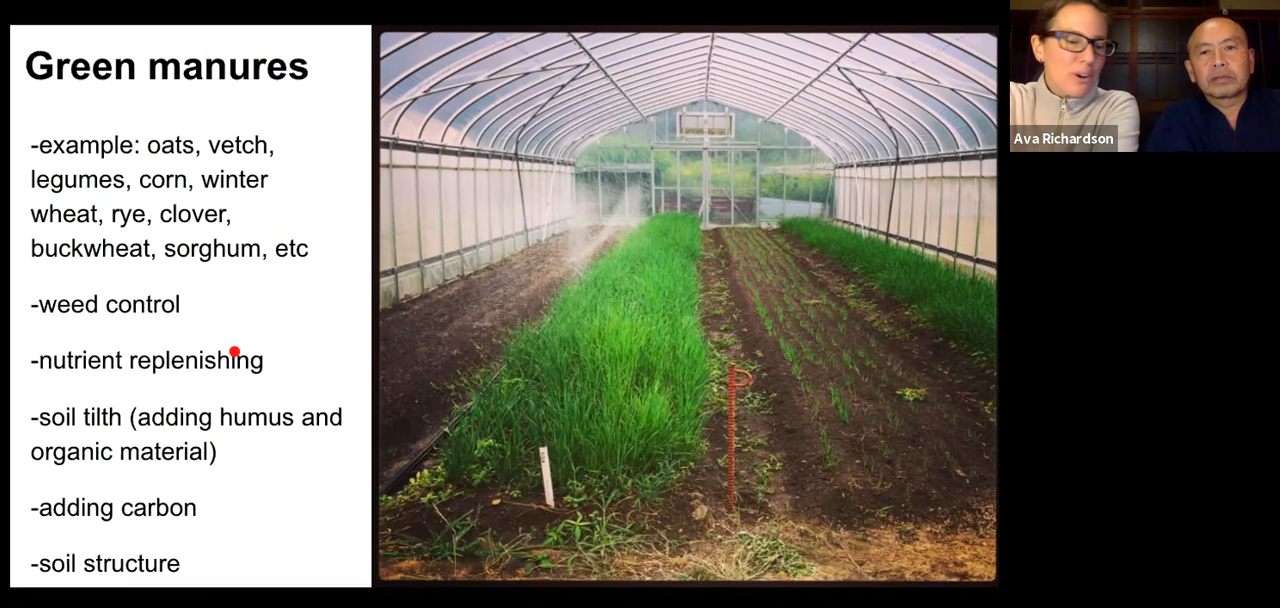 Green manures
-example: oats, vetch,
legumes, corn, winter
wheat, rye, clover,
buckwheat, sorghum, etc
-weed control
-nutrient replenishing
-soil tilth (adding humus and
organic material)
-adding carbon
-soil structure
Ava Richardson